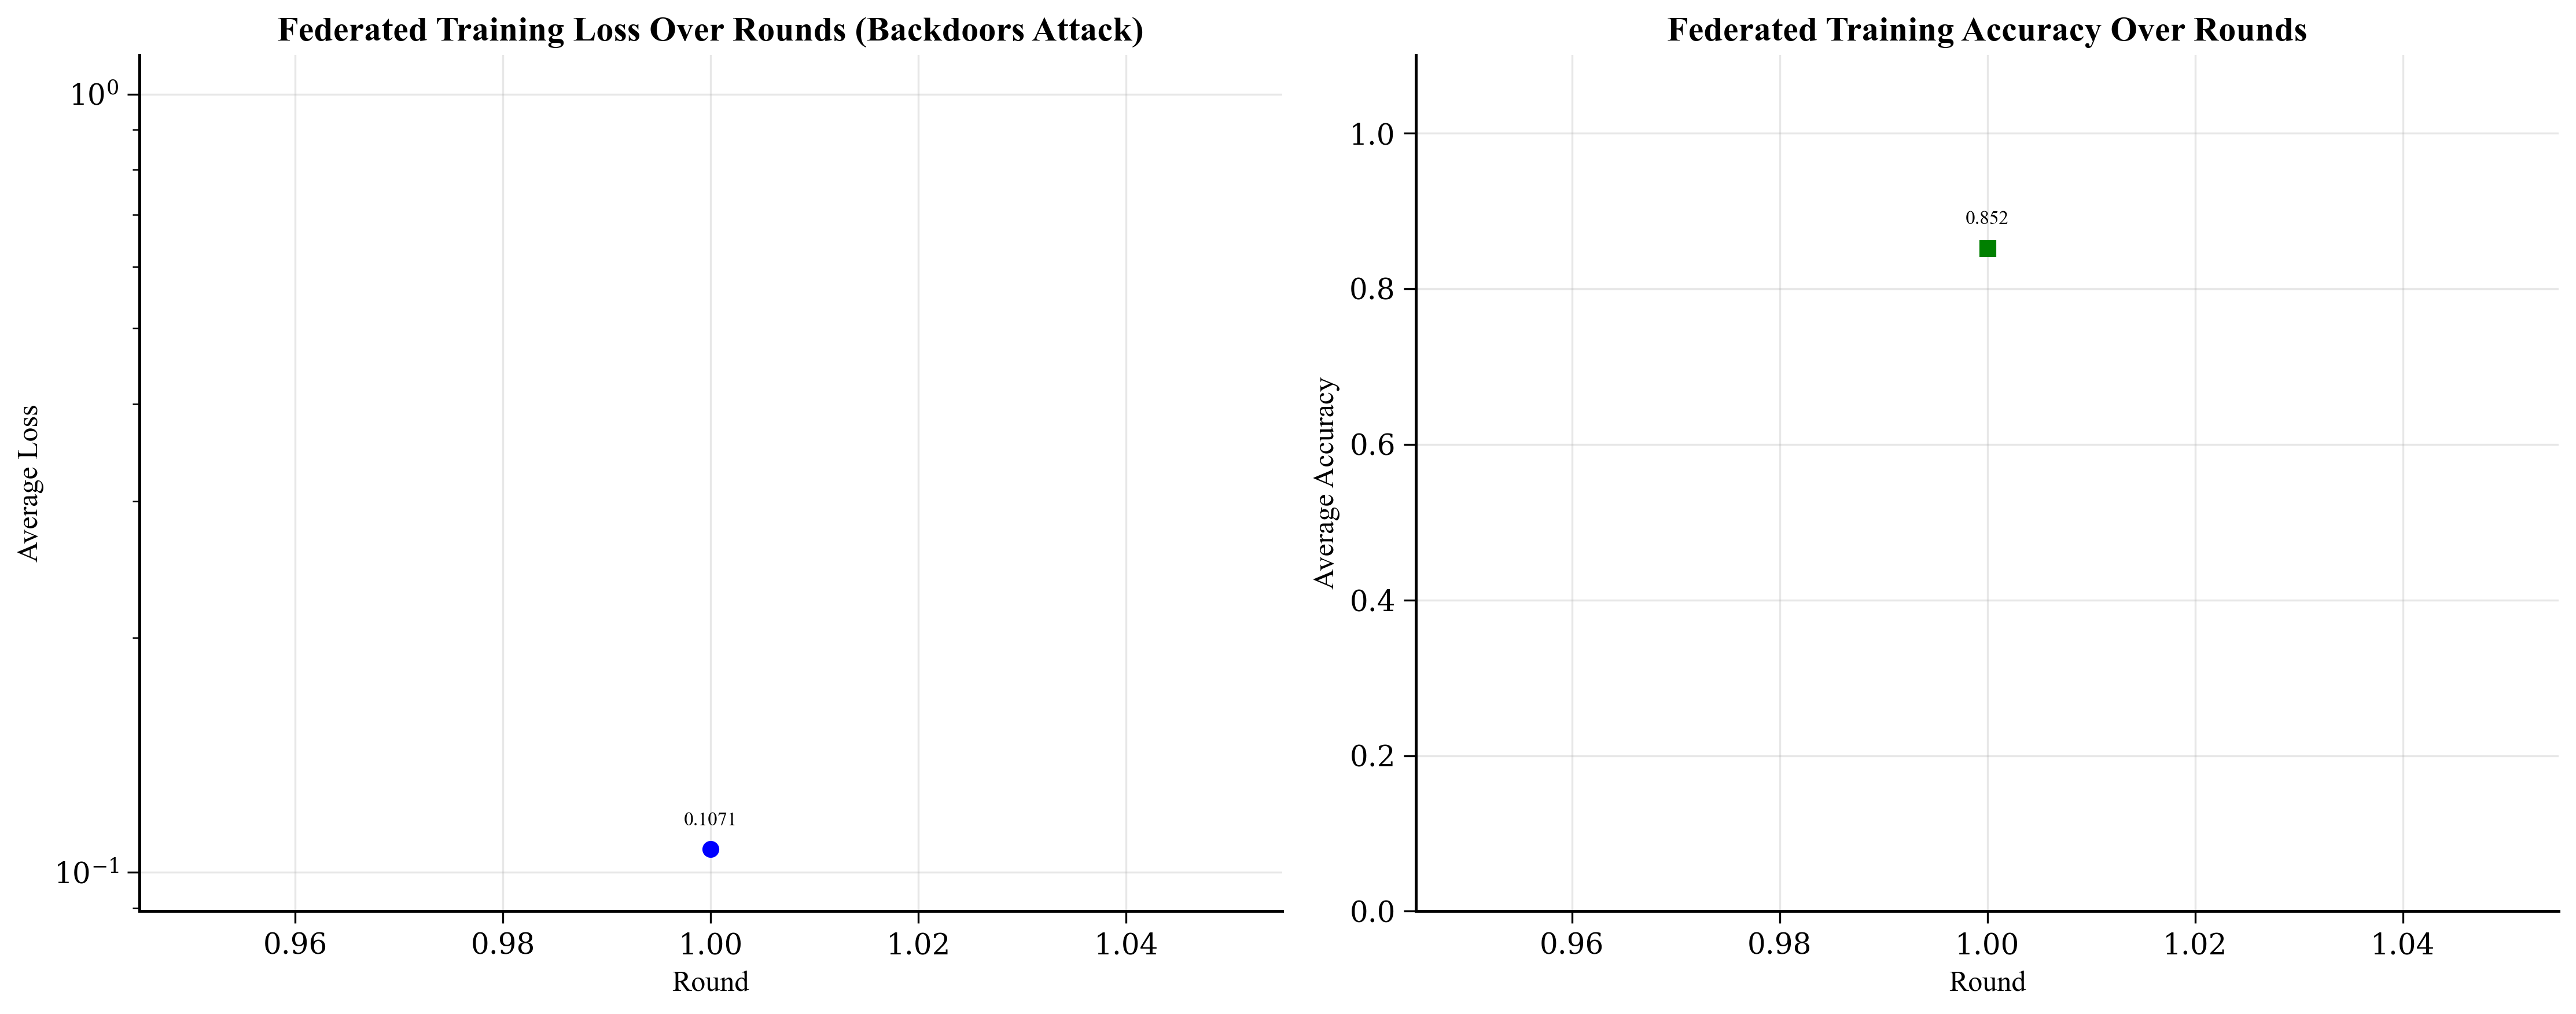 Federated Training Loss Over Rounds (Backdoors Attack)
10⁰
10⁻¹
Average Loss
0.1071
0.96 0.98 1.00 1.02 1.04
Round
Federated Training Accuracy Over Rounds
1.0
0.8
0.6
0.4
0.2
0.0
Average Accuracy
0.852
0.96 0.98 1.00 1.02 1.04
Round